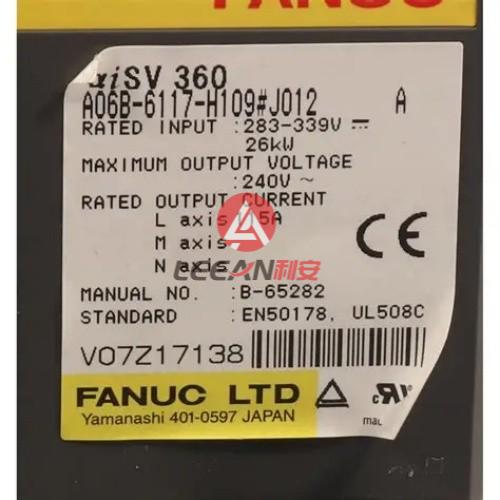 FANUC
αiSV 360
A06B-6117-H109#J012 A
RATED INPUT :283-339V ⎓
26kW
MAXIMUM OUTPUT VOLTAGE
:240V ~
RATED OUTPUT CURRENT
L axis 5A
M axis
N axis
LEEAN利安
CE
MANUAL NO. :B-65282
STANDARD :EN50178, UL508C
V07Z17138
FANUC LTD
Yamanashi 401-0597 JAPAN